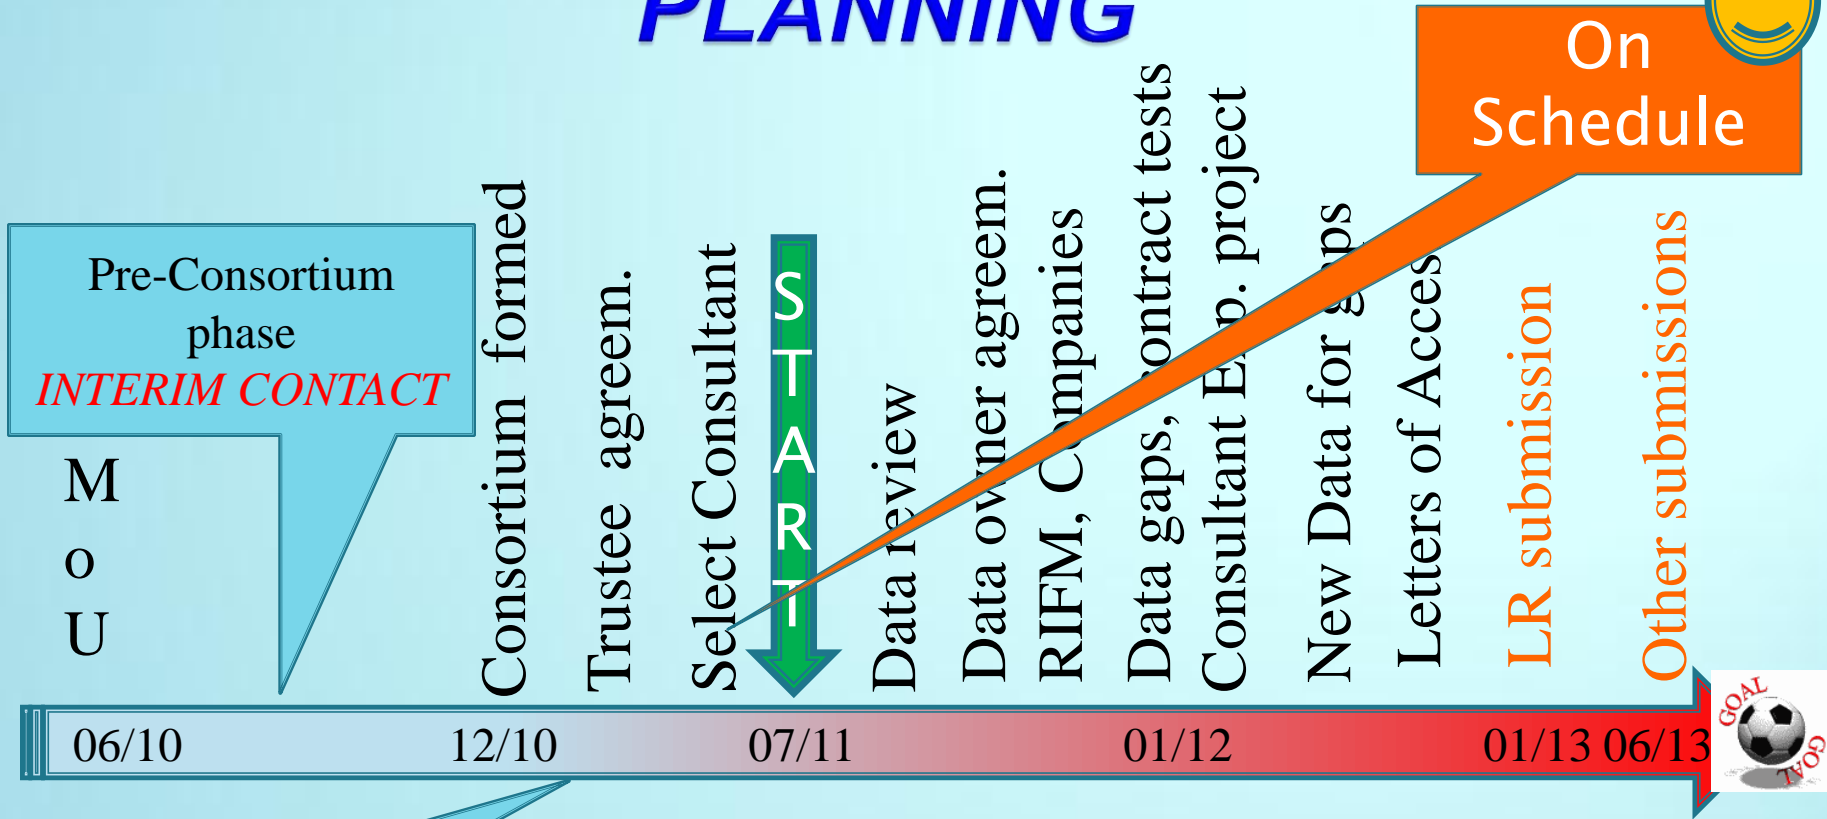 PLANNING
On
Schedule
Pre-Consortium
phase
INTERIM CONTACT
M
o
U
Consortium formed
Trustee agreem.
Select Consultant
S
T
A
R
T
Data review
Data owner agreem.
RIFM, Companies
Data gaps, contract tests
Consultant Exp. project
New Data for gaps
Letters of Access
LR submission
Other submissions
06/10
12/10
07/11
01/12
01/13
06/13
GOAL
GOAL